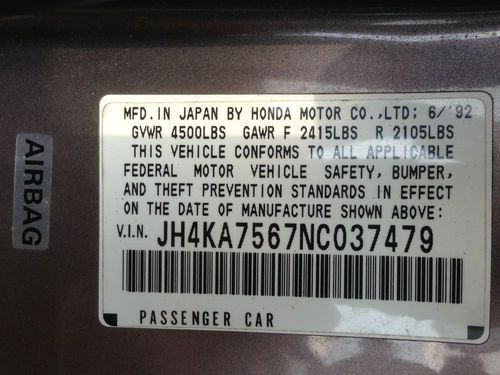 MFD. IN JAPAN BY HONDA MOTOR CO.,LTD; 6/'92
GVWR 4500LBS GAWR F 2415LBS R 2105LBS
THIS VEHICLE CONFORMS TO ALL APPLICABLE
FEDERAL MOTOR VEHICLE SAFETY, BUMPER,
AND THEFT PREVENTION STANDARDS IN EFFECT
ON THE DATE OF MANUFACTURE SHOWN ABOVE:
V.I.N. JH4KA7567NC037479
PASSENGER CAR
AIRBAG